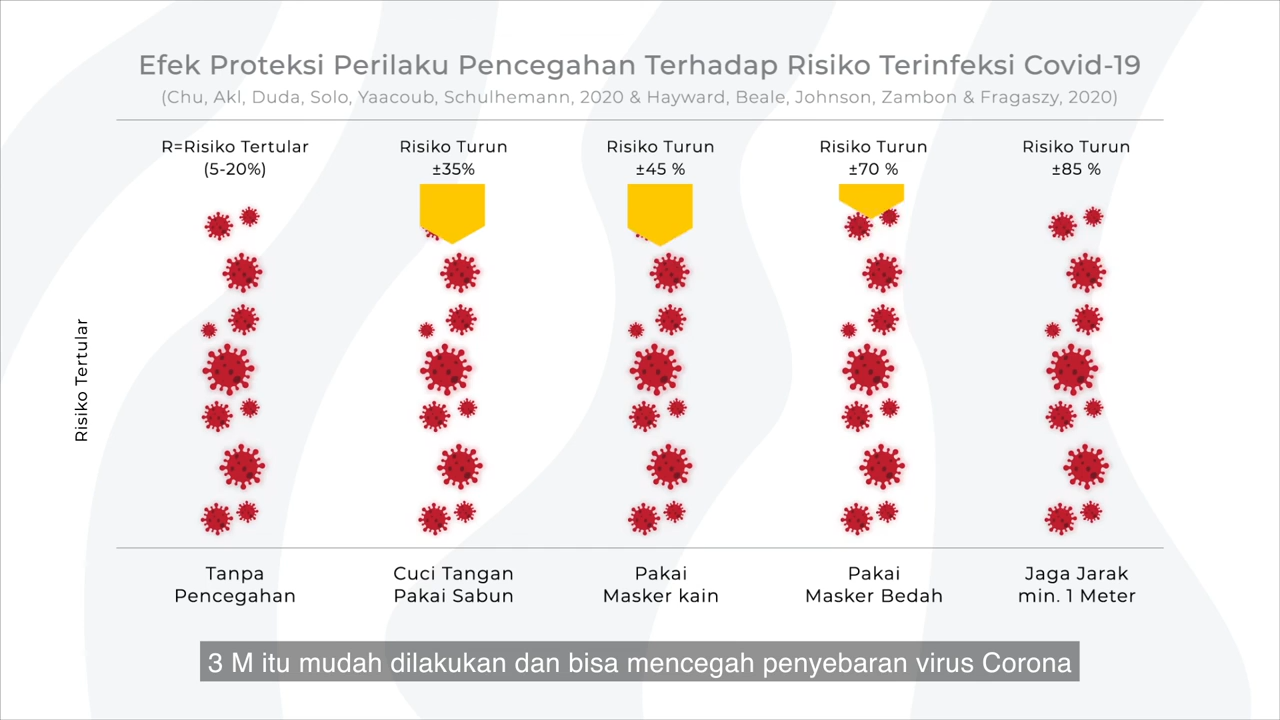 Efek Proteksi Perilaku Pencegahan Terhadap Risiko Terinfeksi Covid-19
(Chu, Akl, Duda, Solo, Yaacoub, Schulhemann, 2020 & Hayward, Beale, Johnson, Zambon & Fragaszy, 2020)
R=Risiko Tertular
(5-20%)
Risiko Turun
±35%
Risiko Turun
±45 %
Risiko Turun
±70 %
Risiko Turun
±85 %
Risiko Tertular
Tanpa
Pencegahan
Cuci Tangan
Pakai Sabun
Pakai
Masker kain
Pakai
Masker Bedah
Jaga Jarak
min. 1 Meter
3 M itu mudah dilakukan dan bisa mencegah penyebaran virus Corona